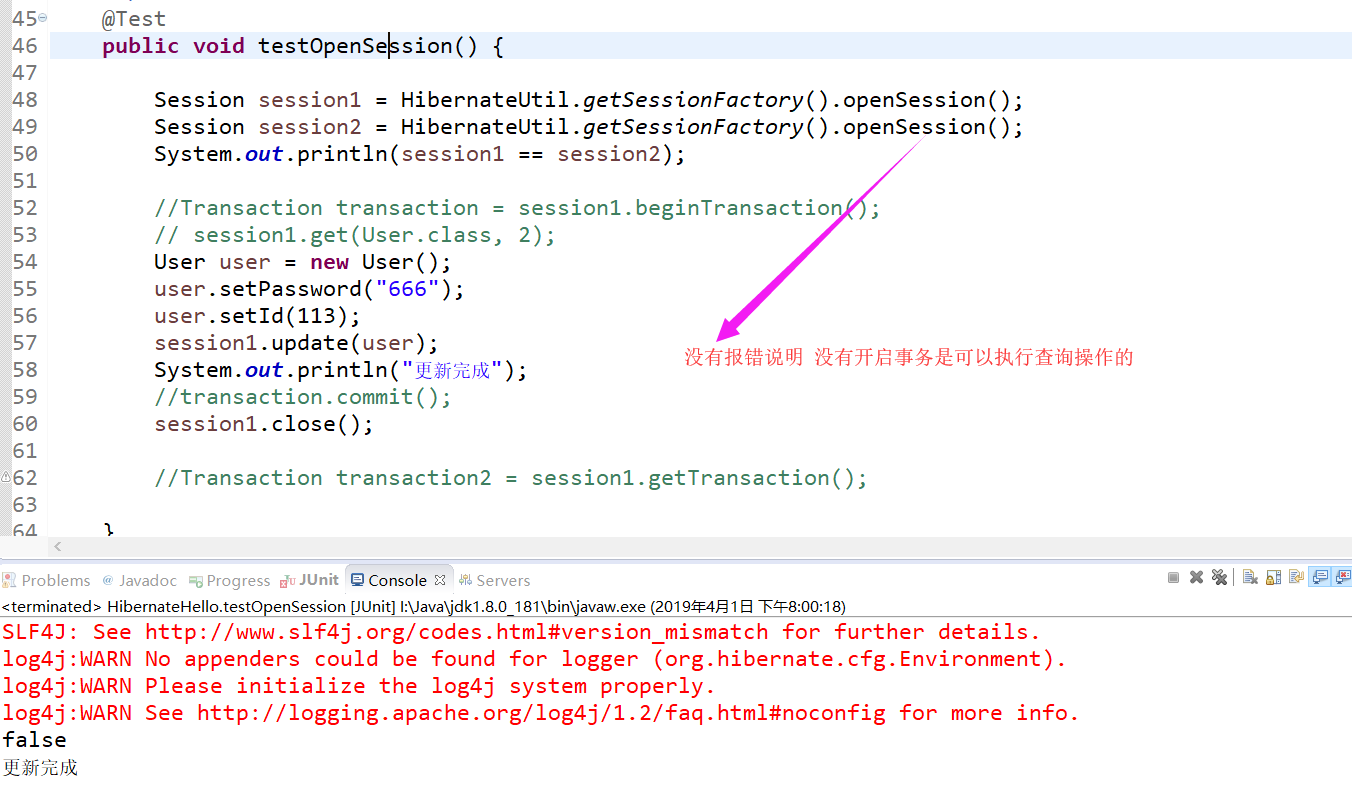 45 @Test
46 public void testOpenSession() {
47
48 Session session1 = HibernateUtil.getSessionFactory().openSession();
49 Session session2 = HibernateUtil.getSessionFactory().openSession();
50 System.out.println(session1 == session2);
51
52 //Transaction transaction = session1.beginTransaction();
53 // session1.get(User.class, 2);
54 User user = new User();
55 user.setPassword("666");
56 user.setId(113);
57 session1.update(user);
没有报错说明 没有开启事务是可以执行查询操作的
58 System.out.println("更新完成");
59 //transaction.commit();
60 session1.close();
61
62 //Transaction transaction2 = session1.getTransaction();
63
64 }
Problems @ Javadoc Progress JUnit Console Servers
<terminated> HibernateHello.testOpenSession [JUnit] I:\Java\jdk1.8.0_181\bin\javaw.exe (2019年4月1日 下午8:00:18)
SLF4J: See http://www.slf4j.org/codes.html#version_mismatch for further details.
log4j:WARN No appenders could be found for logger (org.hibernate.cfg.Environment).
log4j:WARN Please initialize the log4j system properly.
log4j:WARN See http://logging.apache.org/log4j/1.2/faq.html#noconfig for more info.
false
更新完成